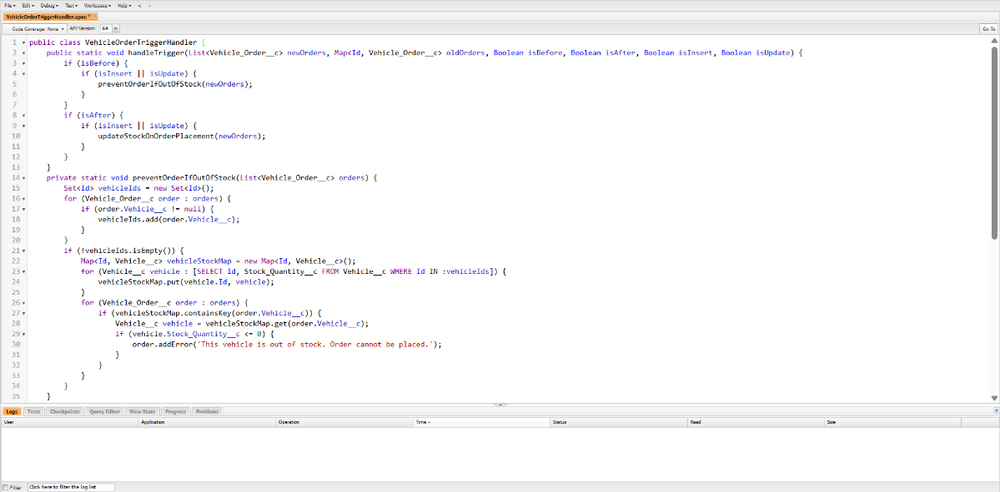 File Edit Debug Test Workspace Help < >
VehicleOrderTriggerHandler.apxc *
Code Coverage: None API Version: 64 Go To
1 public class VehicleOrderTriggerHandler {
2 public static void handleTrigger(List<Vehicle_Order__c> newOrders, Map<Id, Vehicle_Order__c> oldOrders, Boolean isBefore, Boolean isAfter, Boolean isInsert, Boolean isUpdate) {
3 if (isBefore) {
4 if (isInsert || isUpdate) {
5 preventOrderIfOutOfStock(newOrders);
6 }
7 }
8 if (isAfter) {
9 if (isInsert || isUpdate) {
10 updateStockOnOrderPlacement(newOrders);
11 }
12 }
13 }
14 private static void preventOrderIfOutOfStock(List<Vehicle_Order__c> orders) {
15 Set<Id> vehicleIds = new Set<Id>();
16 for (Vehicle_Order__c order : orders) {
17 if (order.Vehicle__c != null) {
18 vehicleIds.add(order.Vehicle__c);
19 }
20 }
21 if (!vehicleIds.isEmpty()) {
22 Map<Id, Vehicle__c> vehicleStockMap = new Map<Id, Vehicle__c>();
23 for (Vehicle__c vehicle : [SELECT Id, Stock_Quantity__c FROM Vehicle__c WHERE Id IN :vehicleIds]) {
24 vehicleStockMap.put(vehicle.Id, vehicle);
25 }
26 for (Vehicle_Order__c order : orders) {
27 if (vehicleStockMap.containsKey(order.Vehicle__c)) {
28 Vehicle__c vehicle = vehicleStockMap.get(order.Vehicle__c);
29 if (vehicle.Stock_Quantity__c <= 0) {
30 order.addError('This vehicle is out of stock. Order cannot be placed.');
31 }
32 }
33 }
34 }
35 }
Logs Tests Checkpoints Query Editor View State Progress Problems
User Application Operation Time Status Read Size
Filter Click here to filter the log list